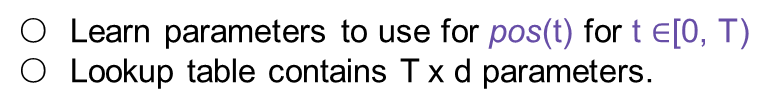 ○ Learn parameters to use for pos(t) for t ∈[0, T)
○ Lookup table contains T x d parameters.